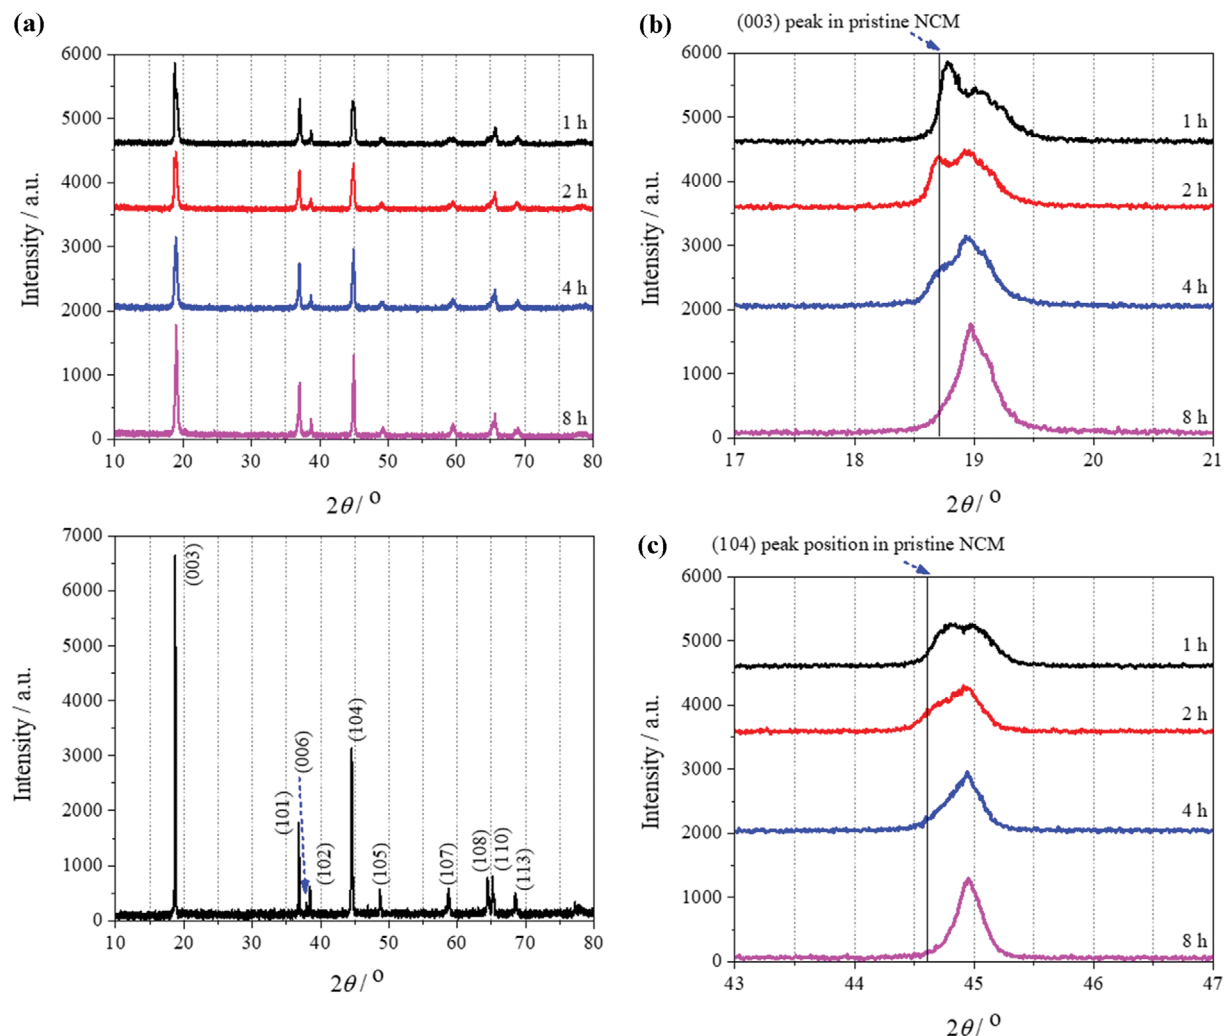 (a)
6000
5000
4000
3000
2000
1000
0
Intensity / a.u.
1 h
2 h
4 h
8 h
10 20 30 40 50 60 70 80
2θ/ °
7000
6000
5000
4000
3000
2000
1000
0
Intensity / a.u.
(003)
(101)
(006)
(102)
(104)
(105)
(107)
(108)
(110)
(113)
10 20 30 40 50 60 70 80
2θ/ °
(b)
(003) peak in pristine NCM
6000
5000
4000
3000
2000
1000
0
Intensity / a.u.
1 h
2 h
4 h
8 h
17 18 19 20 21
2θ/ °
(c)
(104) peak position in pristine NCM
6000
5000
4000
3000
2000
1000
0
Intensity / a.u.
1 h
2 h
4 h
8 h
43 44 45 46 47
2θ/ °